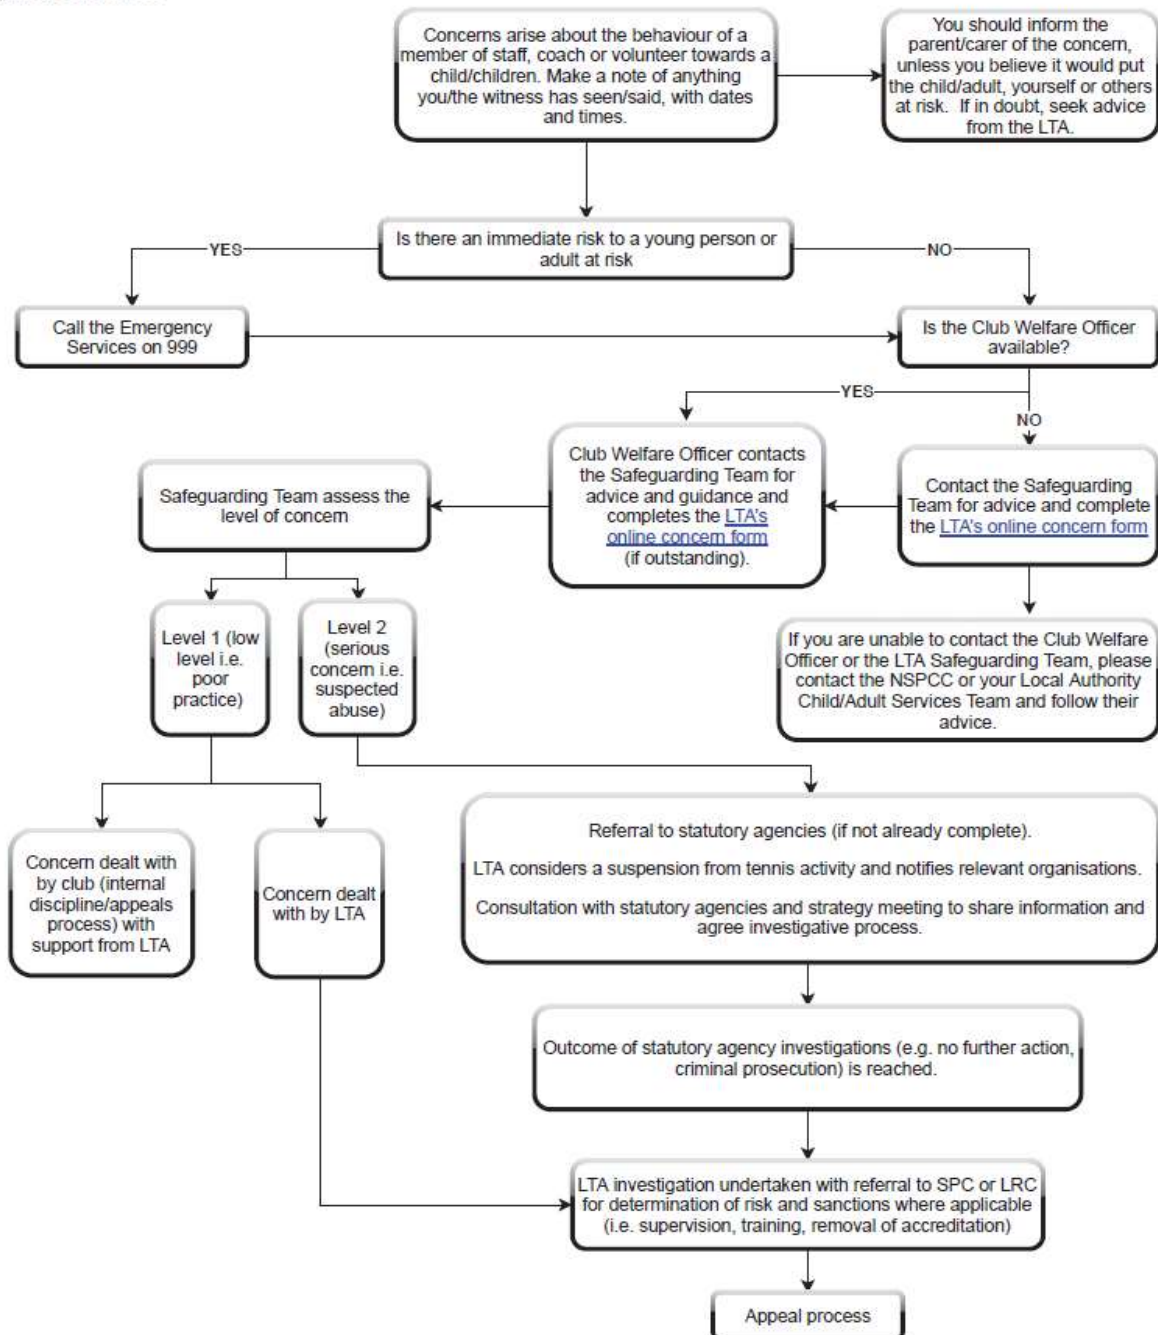 Concerns arise about the behaviour of a
member of staff, coach or volunteer towards a
child/children. Make a note of anything
you/the witness has seen/said, with dates
and times.
You should inform the
parent/carer of the concern,
unless you believe it would put
the child/adult, yourself or others
at risk.  If in doubt, seek advice
from the LTA.
Is there an immediate risk to a young person or
adult at risk
YES
NO
Call the Emergency
Services on 999
Is the Club Welfare Officer
available?
YES
NO
Club Welfare Officer contacts
the Safeguarding Team for
advice and guidance and
completes the LTA's
online concern form
(if outstanding).
Contact the Safeguarding
Team for advice and complete
the LTA's online concern form
Safeguarding Team assess the
level of concern
Level 1 (low
level i.e.
poor
practice)
Level 2
(serious
concern i.e.
suspected
abuse)
If you are unable to contact the Club Welfare
Officer or the LTA Safeguarding Team, please
contact the NSPCC or your Local Authority
Child/Adult Services Team and follow their
advice.
Concern dealt with
by club (internal
discipline/appeals
process) with
support from LTA
Concern dealt
with by LTA
Referral to statutory agencies (if not already complete).
LTA considers a suspension from tennis activity and notifies relevant organisations.
Consultation with statutory agencies and strategy meeting to share information and
agree investigative process.
Outcome of statutory agency investigations (e.g. no further action,
criminal prosecution) is reached.
LTA investigation undertaken with referral to SPC or LRC
for determination of risk and sanctions where applicable
(i.e. supervision, training, removal of accreditation)
Appeal process